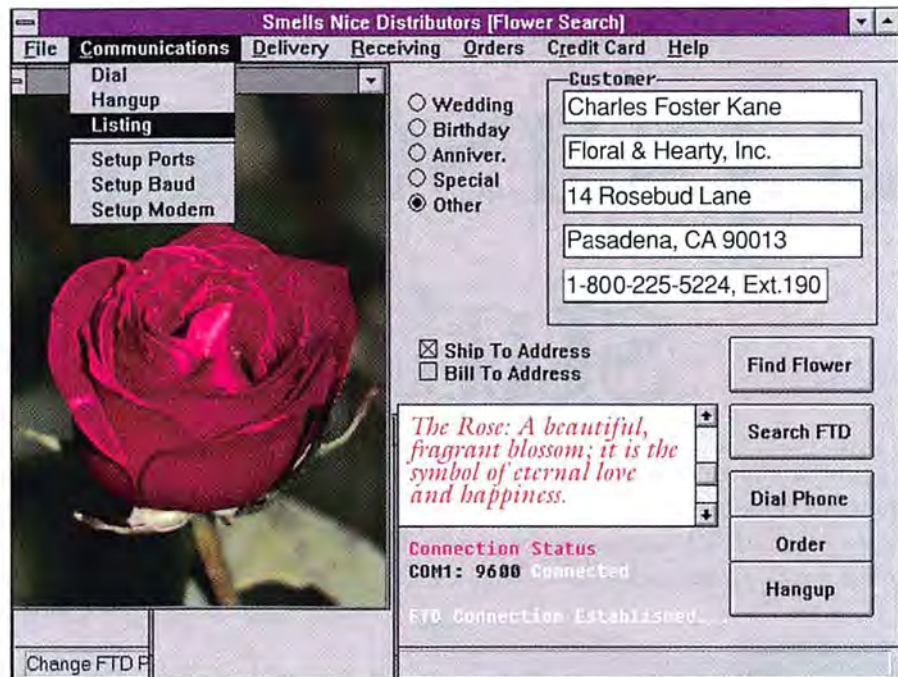 Smells Nice Distributors [Flower Search]
File Communications Delivery Receiving Orders Credit Card Help
Dial
Hangup
Listing
Setup Ports
Setup Baud
Setup Modem
Wedding
Birthday
Anniver.
Special
Other
Customer
Charles Foster Kane
Floral & Hearty, Inc.
14 Rosebud Lane
Pasadena, CA 90013
1-800-225-5224, Ext.190
Ship To Address
Bill To Address
Find Flower
Search FTD
Dial Phone
Order
Hangup
The Rose: A beautiful,
fragrant blossom; it is the
symbol of eternal love
and happiness.
Connection Status
COM1: 9600 Connected
FTD Connection Established...
Change FTD P